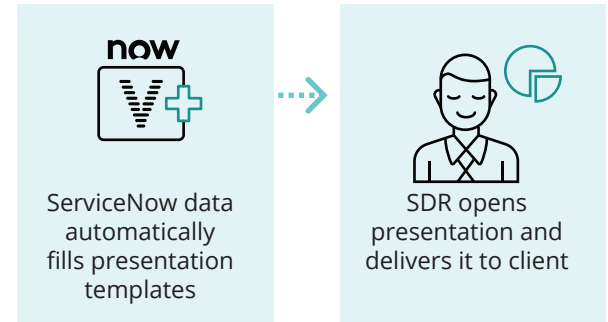 now
V
ServiceNow data
automatically
fills presentation
templates
SDR opens
presentation and
delivers it to client